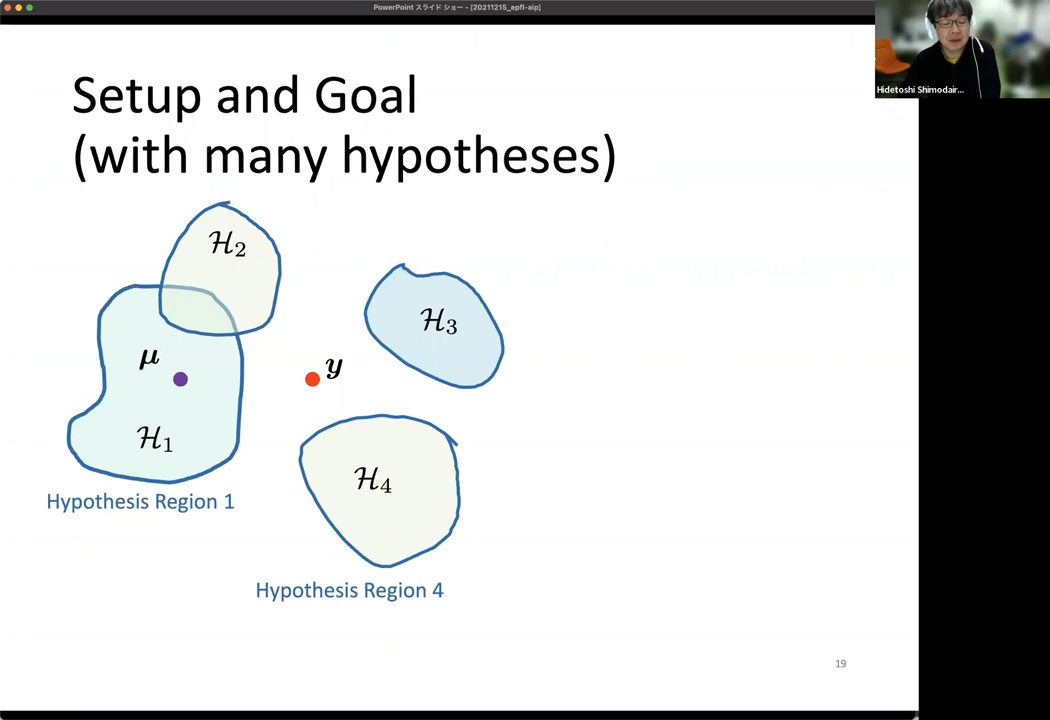 PowerPoint スライド ショー - [20211215_epfl-aip]
Hidetoshi Shimodair...
Setup and Goal
(with many hypotheses)
ℋ₂
ℋ₃
μ
y
ℋ₁
ℋ₄
Hypothesis Region 1
Hypothesis Region 4
19